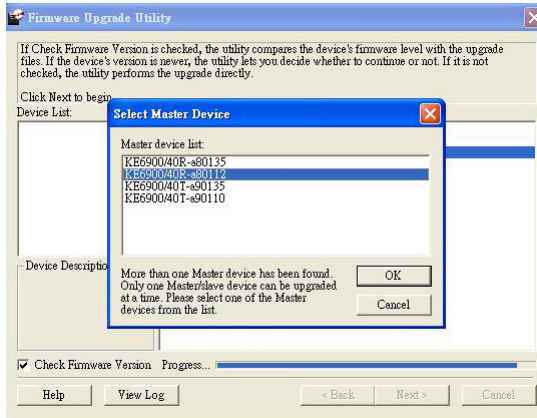 Firmware Upgrade Utility
If Check Firmware Version is checked, the utility compares the device's firmware level with the upgrade
files. If the device's version is newer, the utility lets you decide whether to continue or not. If it is not
checked, the utility performs the upgrade directly.
Click Next to begin
Device List:
Select Master Device
Master device list:
KE6900/40R-a80135
KE6900/40R-a80112
KE6900/40T-a90135
KE6900/40T-a90110
More than one Master device has been found.
Only one Master/slave device can be upgraded
at a time. Please select one of the Master
devices from the list.
OK
Cancel
Device Descriptio
Check Firmware Version Progress...
Help View Log < Back Next > Cancel